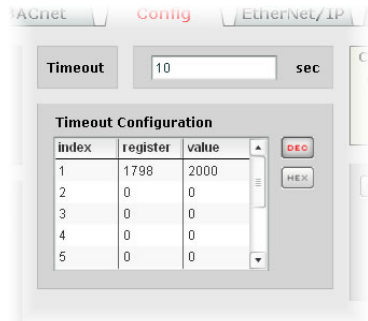 BACnet Config EtherNet/IP
Timeout 10 sec
Timeout Configuration
index register value
1 1798 2000
2 0 0
3 0 0
4 0 0
5 0 0
DEC
HEX